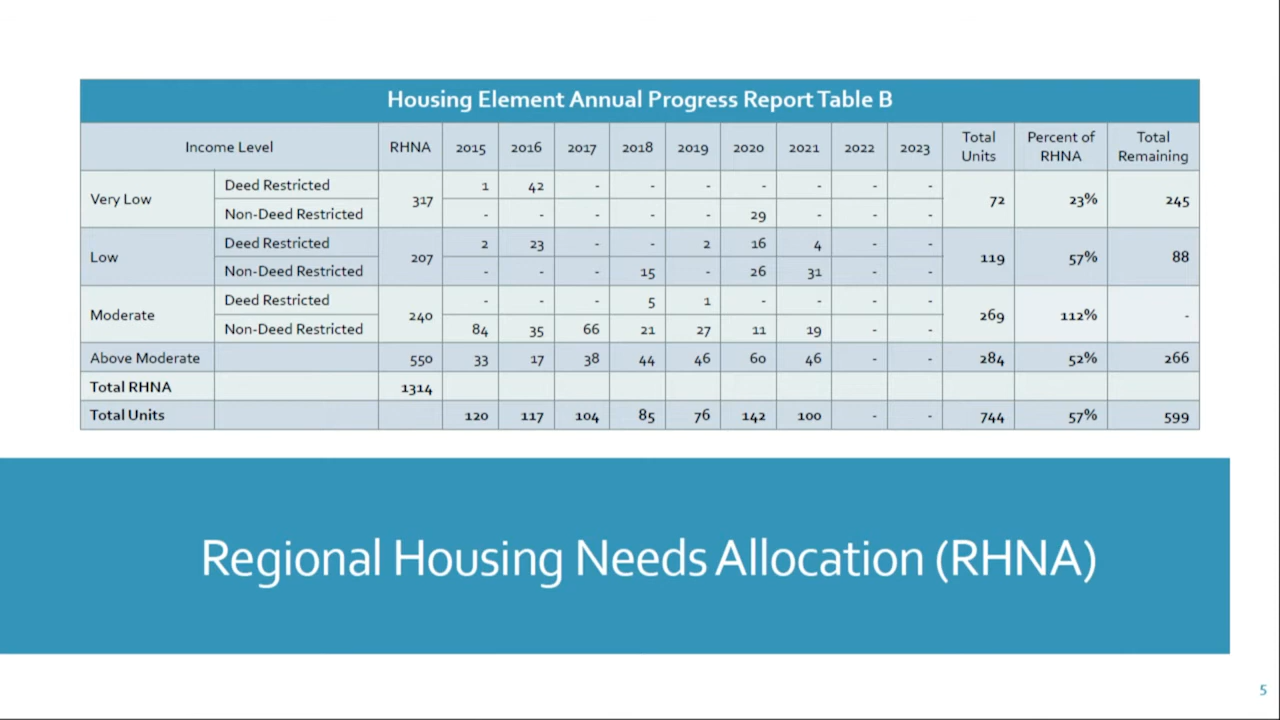 Housing Element Annual Progress Report Table B
Income Level RHNA 2015 2016 2017 2018 2019 2020 2021 2022 2023 Total Units Percent of RHNA Total Remaining
Very Low Deed Restricted 317 1 42 - - - - - - - 72 23% 245
Non-Deed Restricted - - - - - 29 - - -
Low Deed Restricted 207 2 23 - - 2 16 4 - - 119 57% 88
Non-Deed Restricted - - - 15 - 26 31 - -
Moderate Deed Restricted 240 - - - 5 1 - - - - 269 112% -
Non-Deed Restricted 84 35 66 21 27 11 19 - -
Above Moderate 550 33 17 38 44 46 60 46 - - 284 52% 266
Total RHNA 1314
Total Units 120 117 104 85 76 142 100 - - 744 57% 599
Regional Housing Needs Allocation (RHNA)
5